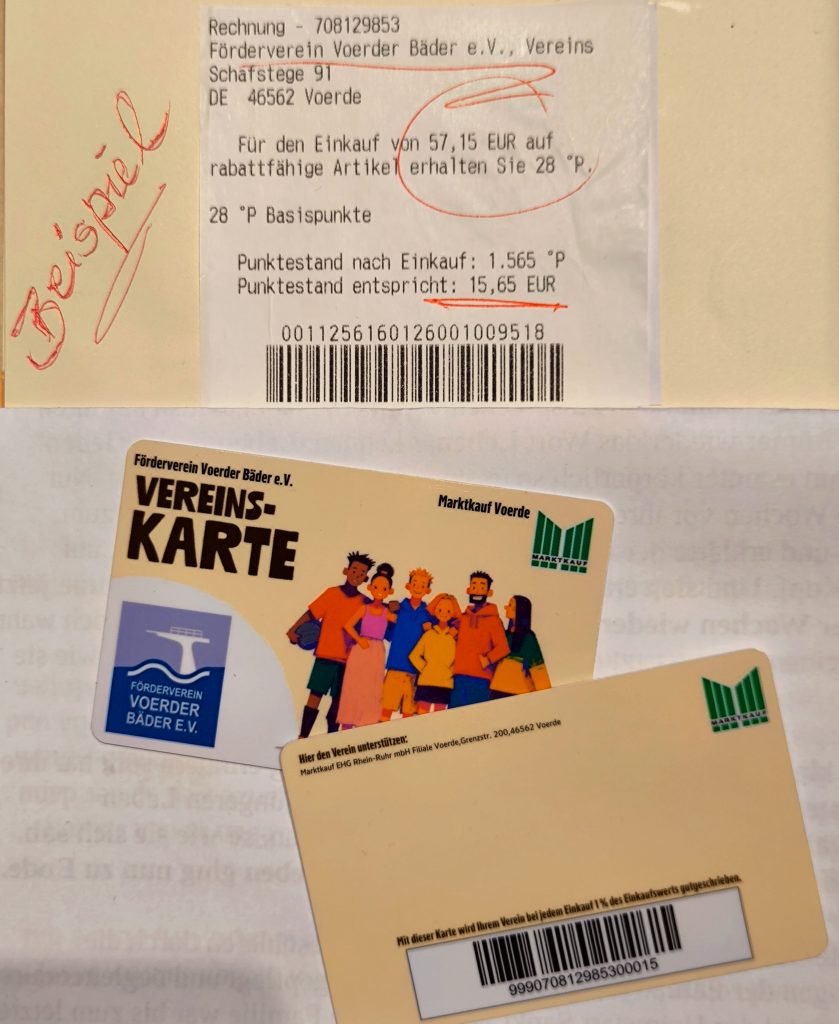 Rechnung - 708129853
Förderverein Voerder Bäder e.V., Vereins
Schafstege 91
DE 46562 Voerde
Für den Einkauf von 57,15 EUR auf
rabattfähige Artikel erhalten Sie 28 °P.
28 °P Basispunkte
Punktestand nach Einkauf: 1.565 °P
Punktestand entspricht: 15,65 EUR
0011256160126001009518
Beispiel
Förderverein Voerder Bäder e.V.
VEREINS-
KARTE
Marktkauf Voerde
MARKTKAUF
FÖRDERVEREIN
VOERDER
BÄDER E.V.
MARKTKAUF
Hier den Verein unterstützen:
Marktkauf EHG Rhein-Ruhr mbH Filiale Voerde,Grenzstr. 200,46562 Voerde
Mit dieser Karte wird Ihrem Verein bei jedem Einkauf 1 % des Einkaufswerts gutgeschrieben.
999070812985300015